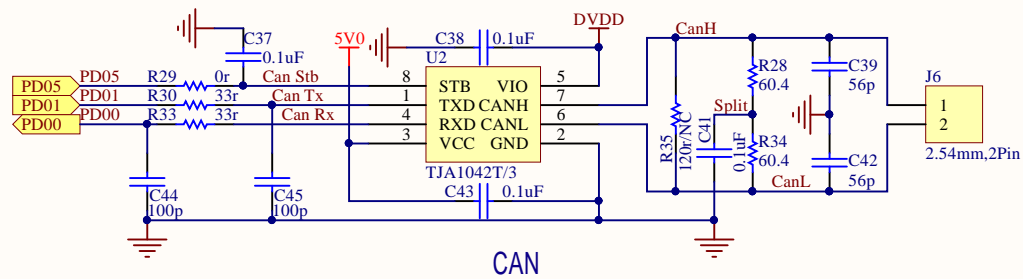 DVDD
C37
0.1uF
5V0
C38
0.1uF
CanH
U2
PD05
PD05
R29
0r
Can Stb
8
STB
VIO
5
PD01
PD01
R30
33r
Can Tx
1
TXD
CANH
7
PD00
PD00
R33
33r
Can Rx
4
RXD
CANL
6
3
VCC
GND
2
TJA1042T/3
R35
120r/NC
Split
C41
0.1uF
R28
60.4
R34
60.4
C39
56p
C42
56p
CanL
J6
1
2
2.54mm,2Pin
C44
100p
C45
100p
C43
0.1uF
CAN